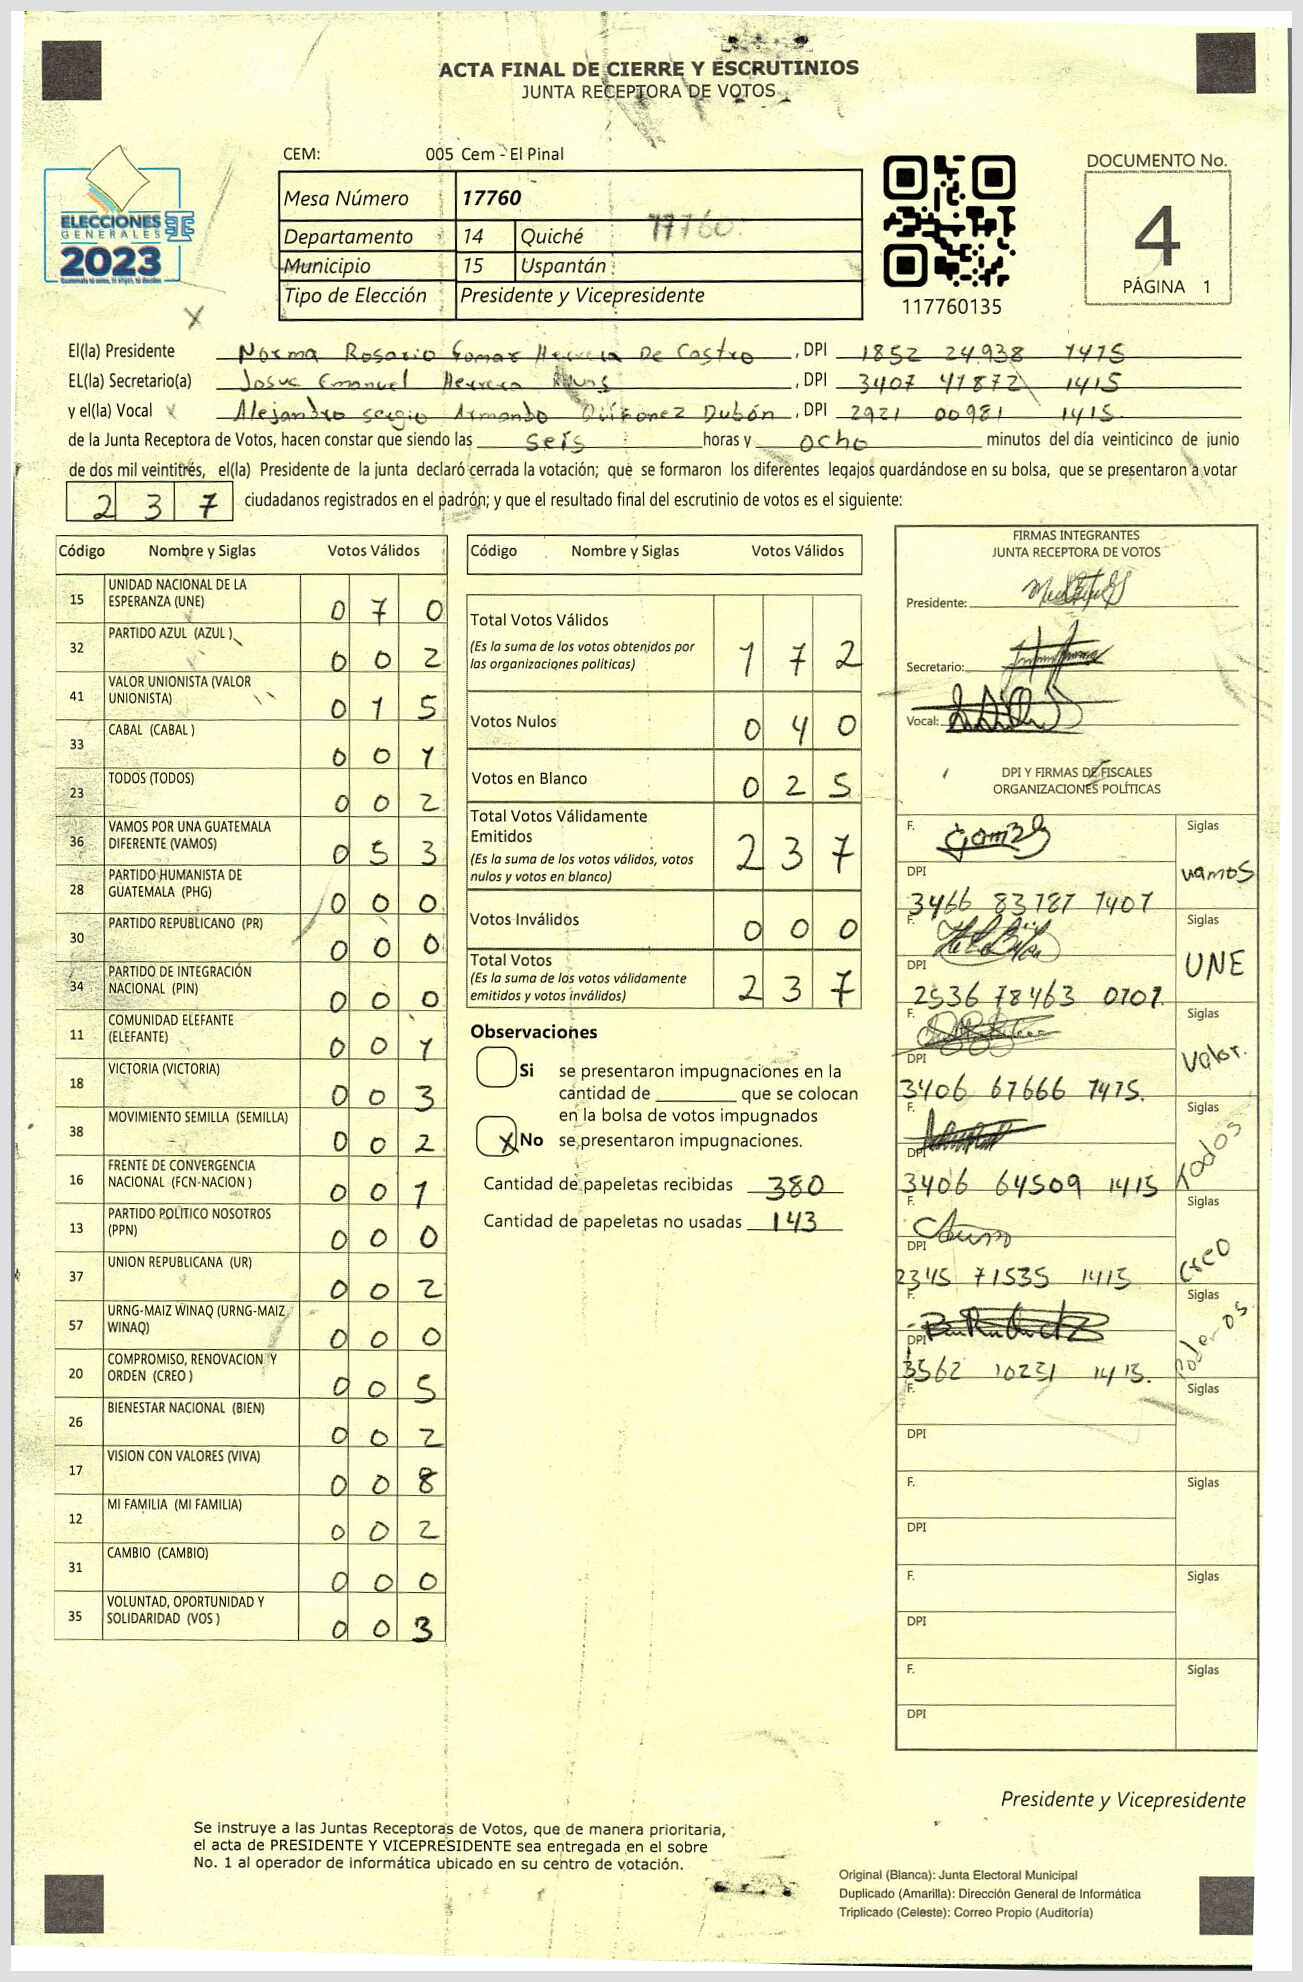 ACTA FINAL DE CIERRE Y ESCRUTINIOS
JUNTA RECEPTORA DE VOTOS
ELECCIONES
GENERALES
2023
CEM: 005 Cem - El Pinal
Mesa Número 17760
Departamento 14 Quiché 17760
Municipio 15 Uspantán
Tipo de Elección Presidente y Vicepresidente
117760135
DOCUMENTO No.
4
PÁGINA 1
El(la) Presidente Norma Rosario Gomar Herrera De Castro, DPI 1852 24938 1415
EL(la) Secretario(a) Josue Emanuel Herrera, DPI 3407 41872 1415
y el(la) Vocal Alejandro Sergio Armando Quiñonez Dubón, DPI 2921 00981 1415
de la Junta Receptora de Votos, hacen constar que siendo las seis horas y ocho minutos del día veinticinco de junio
de dos mil veintitrés, el(la) Presidente de la junta declaró cerrada la votación; que se formaron los diferentes legajos quardándose en su bolsa, que se presentaron a votar
237 ciudadanos registrados en el padrón; y que el resultado final del escrutinio de votos es el siguiente:
Código Nombre y Siglas Votos Válidos
15 UNIDAD NACIONAL DE LA
ESPERANZA (UNE) 0 7 0
32 PARTIDO AZUL (AZUL) 0 0 2
41 VALOR UNIONISTA (VALOR
UNIONISTA) 0 1 5
33 CABAL (CABAL ) 0 0 1
23 TODOS (TODOS) 0 0 2
36 VAMOS POR UNA GUATEMALA
DIFERENTE (VAMOS) 0 5 3
28 PARTIDO HUMANISTA DE
GUATEMALA (PHG) 0 0 0
30 PARTIDO REPUBLICANO (PR) 0 0 0
34 PARTIDO DE INTEGRACIÓN
NACIONAL (PIN) 0 0 0
11 COMUNIDAD ELEFANTE
(ELEFANTE) 0 0 1
18 VICTORIA (VICTORIA) 0 0 3
38 MOVIMIENTO SEMILLA (SEMILLA) 0 0 2
16 FRENTE DE CONVERGENCIA
NACIONAL (FCN-NACION ) 0 0 1
13 PARTIDO POLITICO NOSOTROS
(PPN) 0 0 0
37 UNION REPUBLICANA (UR) 0 0 2
57 URNG-MAIZ WINAQ (URNG-MAIZ
WINAQ) 0 0 0
20 COMPROMISO, RENOVACION Y
ORDEN (CREO ) 0 0 5
26 BIENESTAR NACIONAL (BIEN) 0 0 2
17 VISION CON VALORES (VIVA) 0 0 8
12 MI FAMILIA (MI FAMILIA) 0 0 2
31 CAMBIO (CAMBIO) 0 0 0
35 VOLUNTAD, OPORTUNIDAD Y
SOLIDARIDAD (VOS ) 0 0 3
Código Nombre y Siglas Votos Válidos
Total Votos Válidos
(Es la suma de los votos obtenidos por
las organizaciones políticas) 1 7 2
Votos Nulos 0 4 0
Votos en Blanco 0 2 5
Total Votos Válidamente
Emitidos
(Es la suma de los votos válidos, votos
nulos y votos en blanco) 2 3 7
Votos Inválidos 0 0 0
Total Votos
(Es la suma de los votos válidamente
emitidos y votos inválidos) 2 3 7
Observaciones
Si se presentaron impugnaciones en la
cantidad de ________ que se colocan
en la bolsa de votos impugnados
X No se presentaron impugnaciones.
Cantidad de papeletas recibidas 380
Cantidad de papeletas no usadas 143
FIRMAS INTEGRANTES
JUNTA RECEPTORA DE VOTOS
Presidente:
Secretario:
Vocal:
DPI Y FIRMAS DE FISCALES
ORGANIZACIONES POLÍTICAS
F. Siglas
DPI vamos
3466 83787 1407
F. Siglas
DPI UNE
2536 78463 0707.
F. Siglas
DPI Valor.
3406 67666 1415.
F. Siglas
DPI todos
3406 64509 1415
F. Siglas
DPI creo
2345 71535 1415
F. Siglas
DPI poderos
3562 10231 1415.
F. Siglas
DPI
F. Siglas
DPI
F. Siglas
DPI
F. Siglas
DPI
Presidente y Vicepresidente
Se instruye a las Juntas Receptoras de Votos, que de manera prioritaria,
el acta de PRESIDENTE Y VICEPRESIDENTE sea entregada en el sobre
No. 1 al operador de informática ubicado en su centro de votación.
Original (Blanca): Junta Electoral Municipal
Duplicado (Amarilla): Dirección General de Informática
Triplicado (Celeste): Correo Propio (Auditoría)